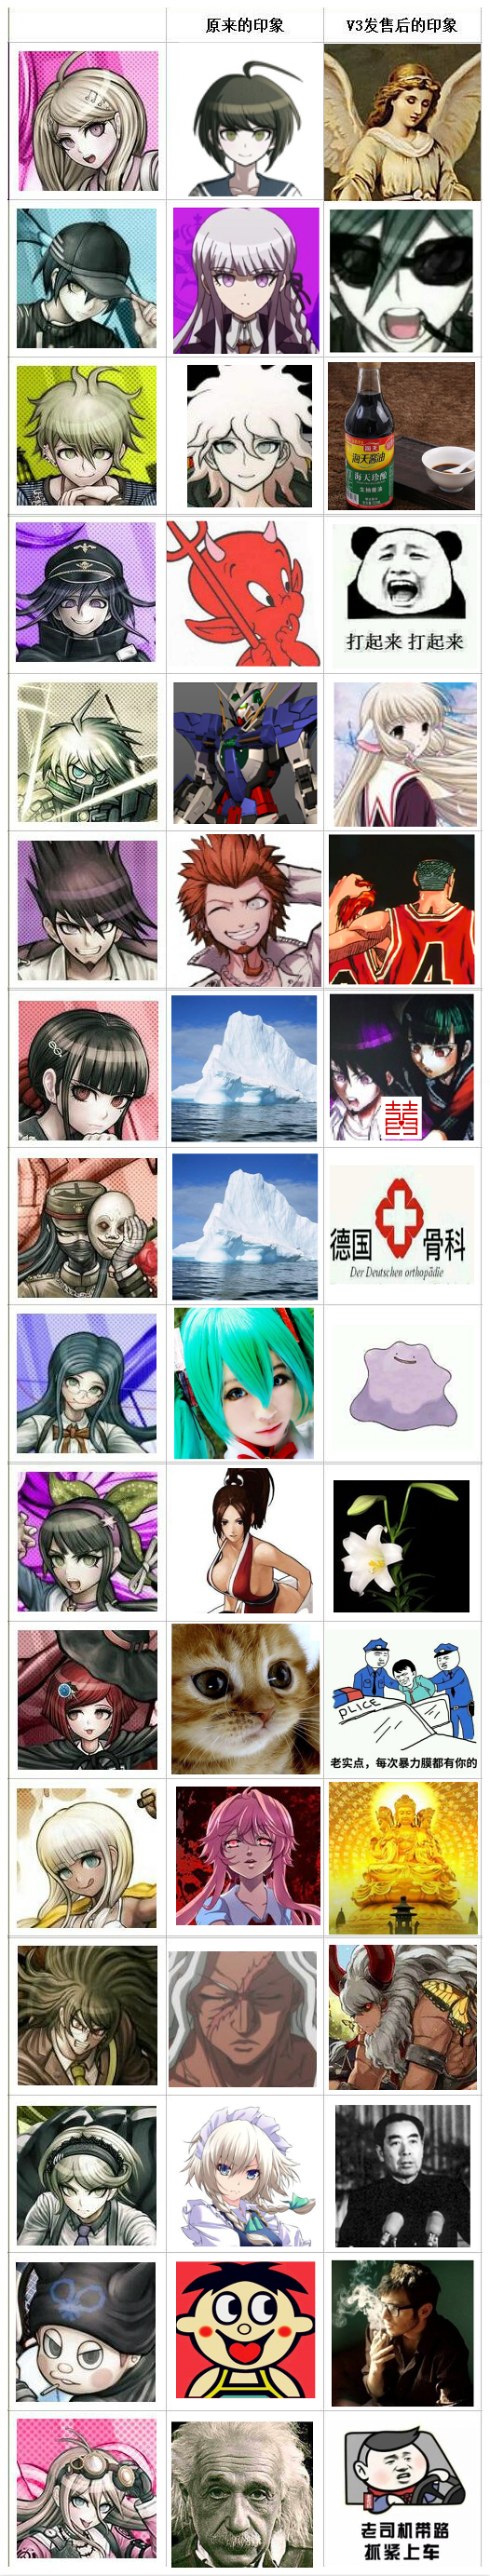 原来的印象
V3发售后的印象
海天酱油
打起来 打起来
4
囍
德国 骨科
Der Deutschen orthopädie
PLICE
老实点，每次暴力膜都有你的
老司机带路
抓紧上车